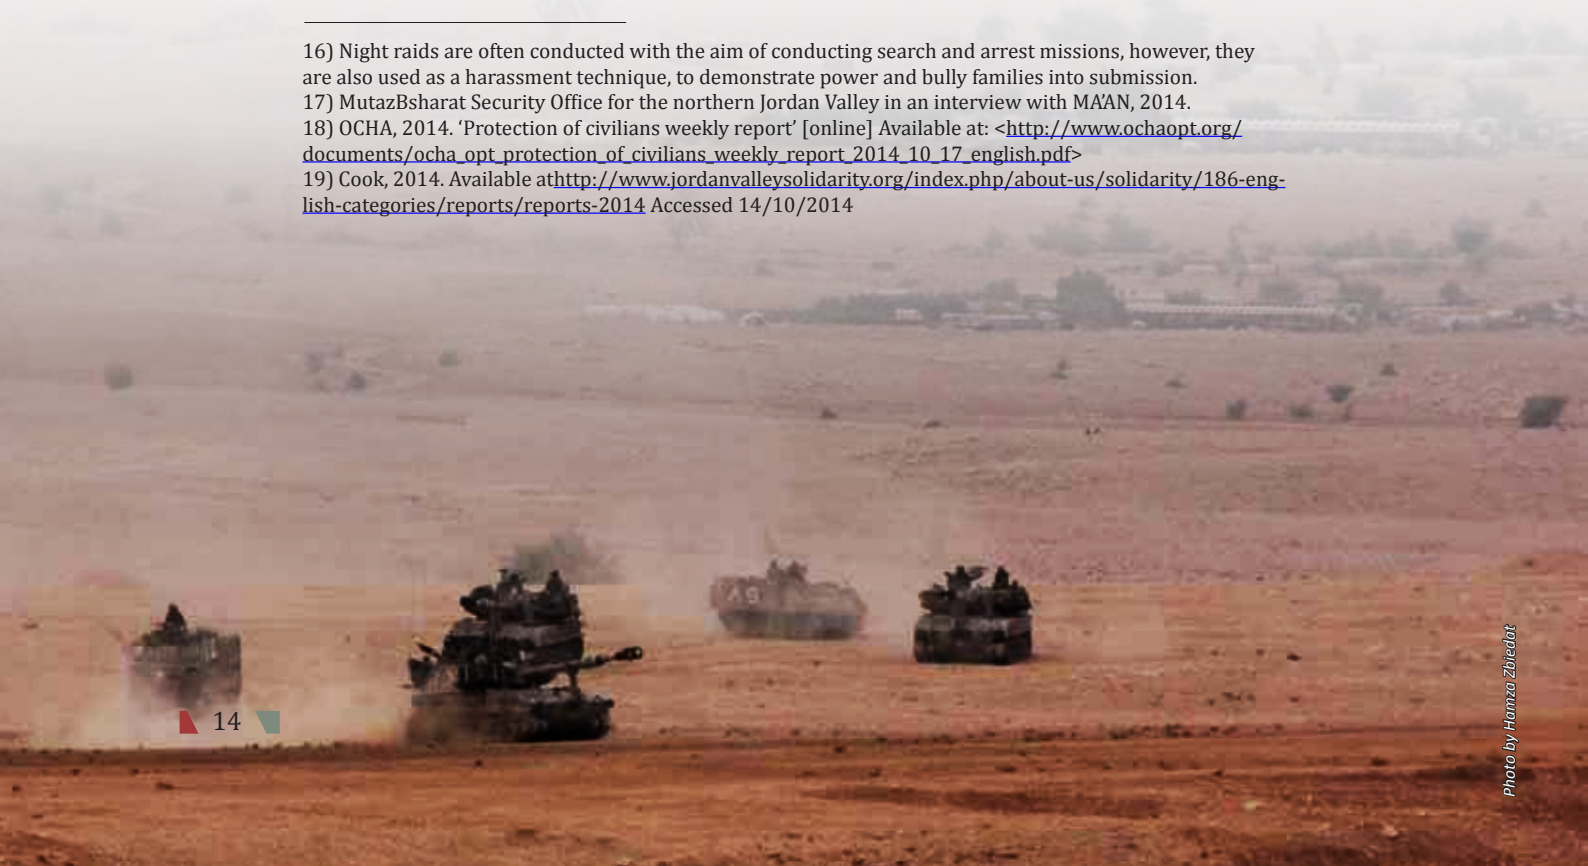 16) Night raids are often conducted with the aim of conducting search and arrest missions, however, they
are also used as a harassment technique, to demonstrate power and bully families into submission.
17) MutazBsharat Security Office for the northern Jordan Valley in an interview with MA’AN, 2014.
18) OCHA, 2014. ‘Protection of civilians weekly report’ [online] Available at: <http://www.ochaopt.org/
documents/ocha_opt_protection_of_civilians_weekly_report_2014_10_17_english.pdf>
19) Cook, 2014. Available athttp://www.jordanvalleysolidarity.org/index.php/about-us/solidarity/186-eng-
lish-categories/reports/reports-2014 Accessed 14/10/2014
14
Photo by Hamza Zbiedat